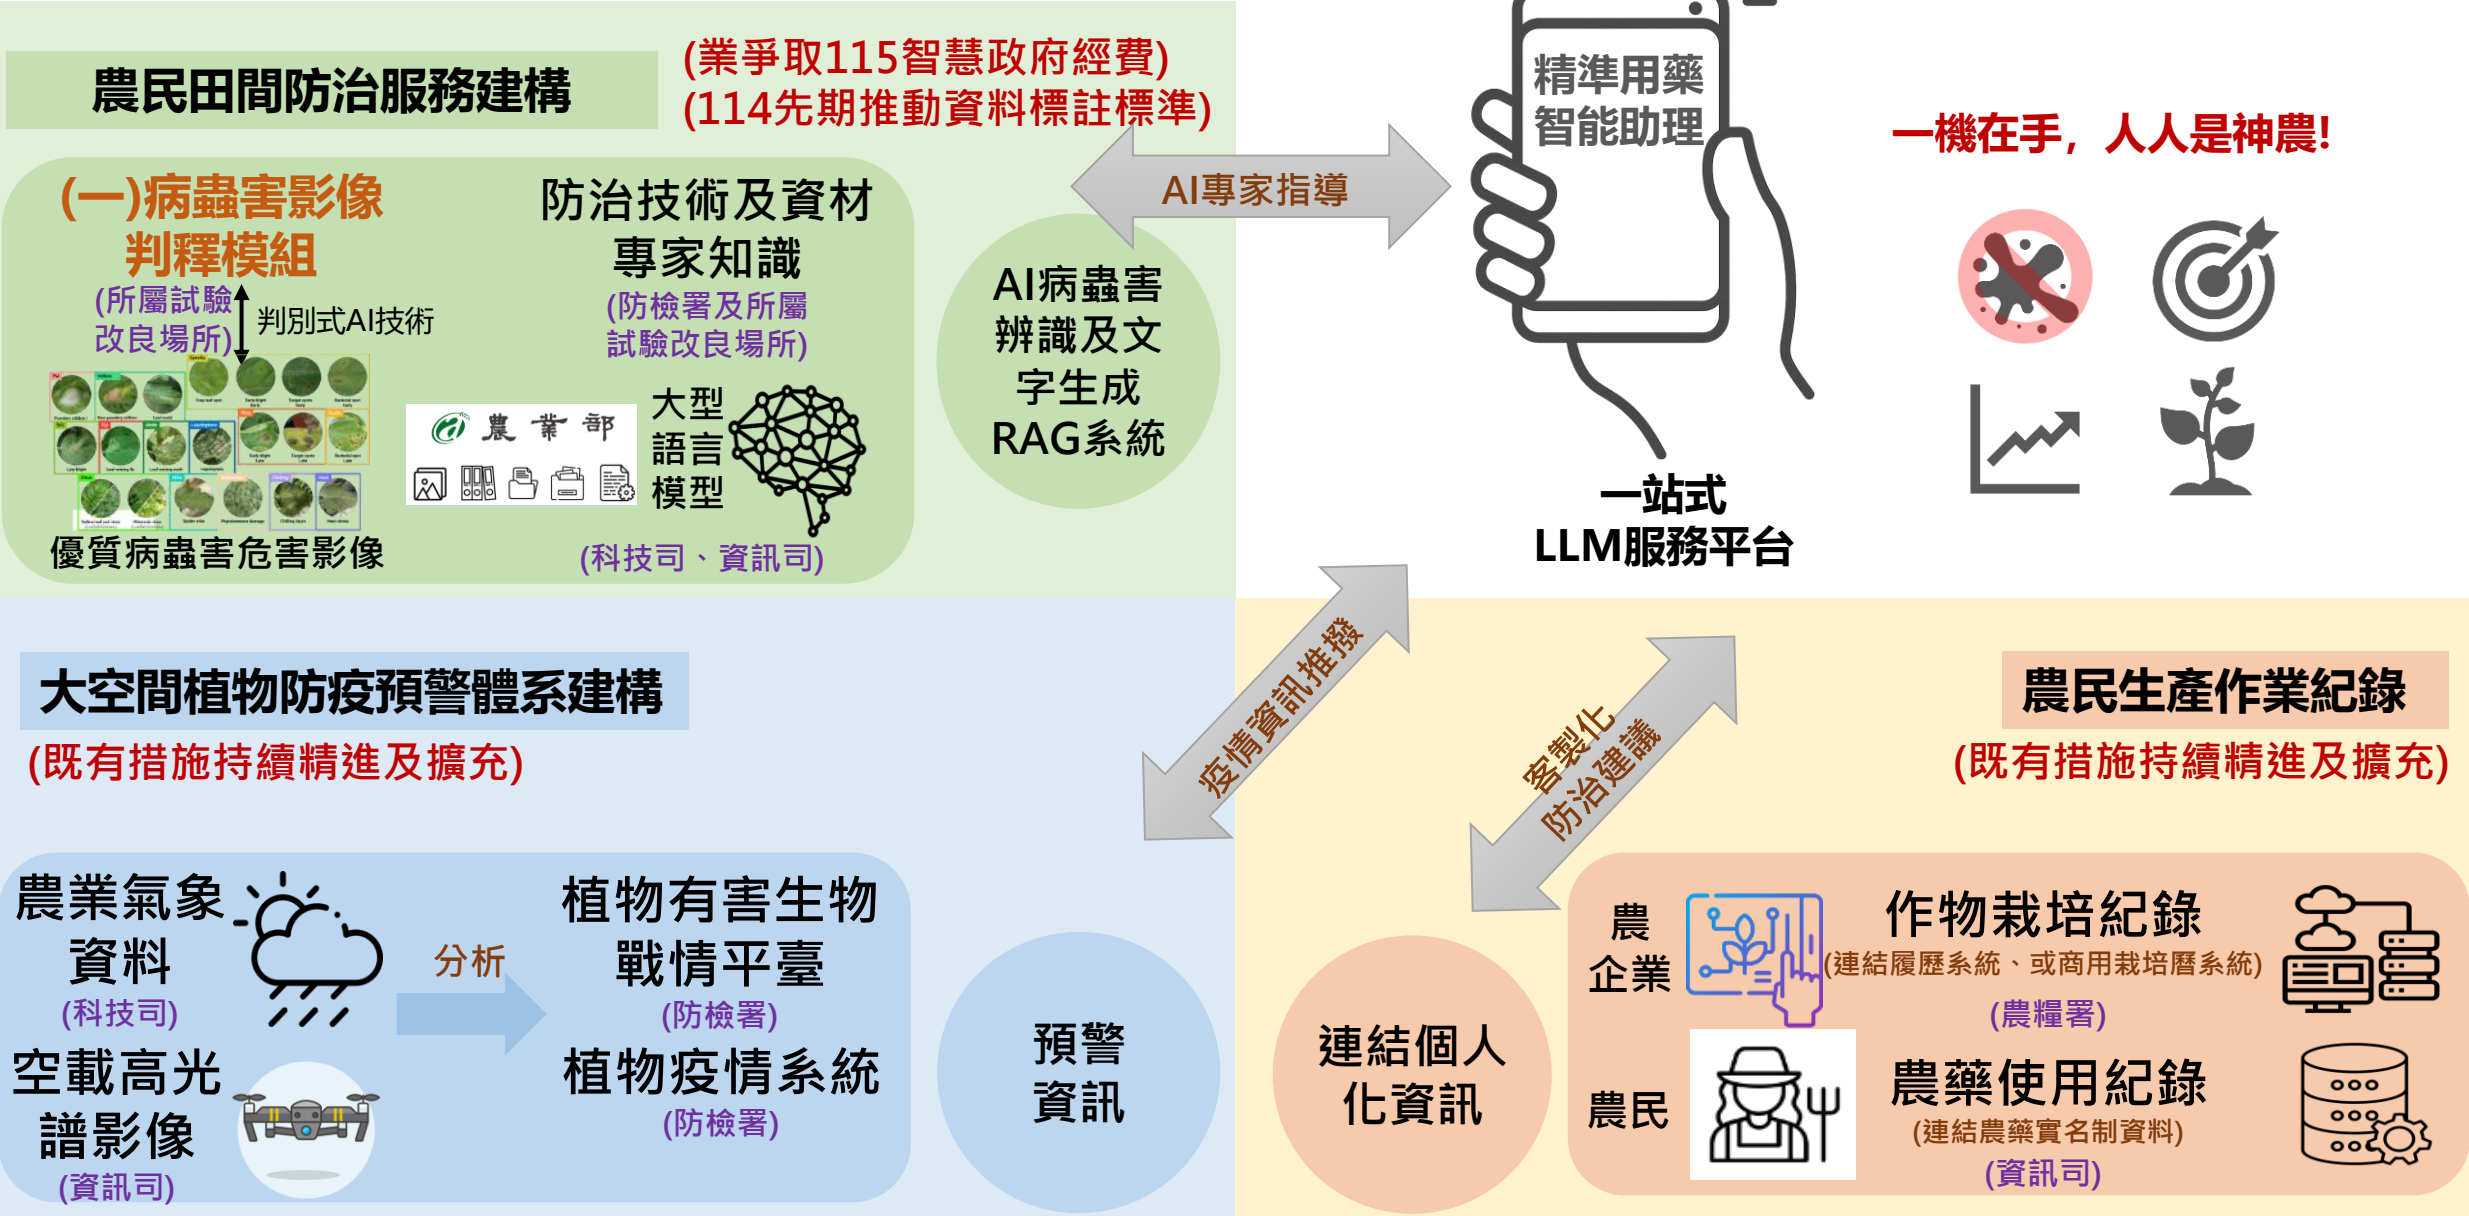 農民田間防治服務建構
(業爭取115智慧政府經費)
(114先期推動資料標註標準)
(一)病蟲害影像
判釋模組
(所屬試驗
改良場所)
判別式AI技術
優質病蟲害危害影像
防治技術及資材
專家知識
(防檢署及所屬
試驗改良場所)
農業部
大型
語言
模型
(科技司、資訊司)
AI病蟲害
辨識及文
字生成
RAG系統
AI專家指導
精準用藥
智能助理
一站式
LLM服務平台
一機在手，人人是神農!
大空間植物防疫預警體系建構
(既有措施持續精進及擴充)
農業氣象
資料
(科技司)
空載高光
譜影像
(資訊司)
分析
植物有害生物
戰情平臺
(防檢署)
植物疫情系統
(防檢署)
預警
資訊
疫情資訊推撥
客製化
防治建議
農民生產作業紀錄
(既有措施持續精進及擴充)
連結個人
化資訊
農
企業
作物栽培紀錄
(連結履歷系統、或商用栽培曆系統)
(農糧署)
農民
農藥使用紀錄
(連結農藥實名制資料)
(資訊司)